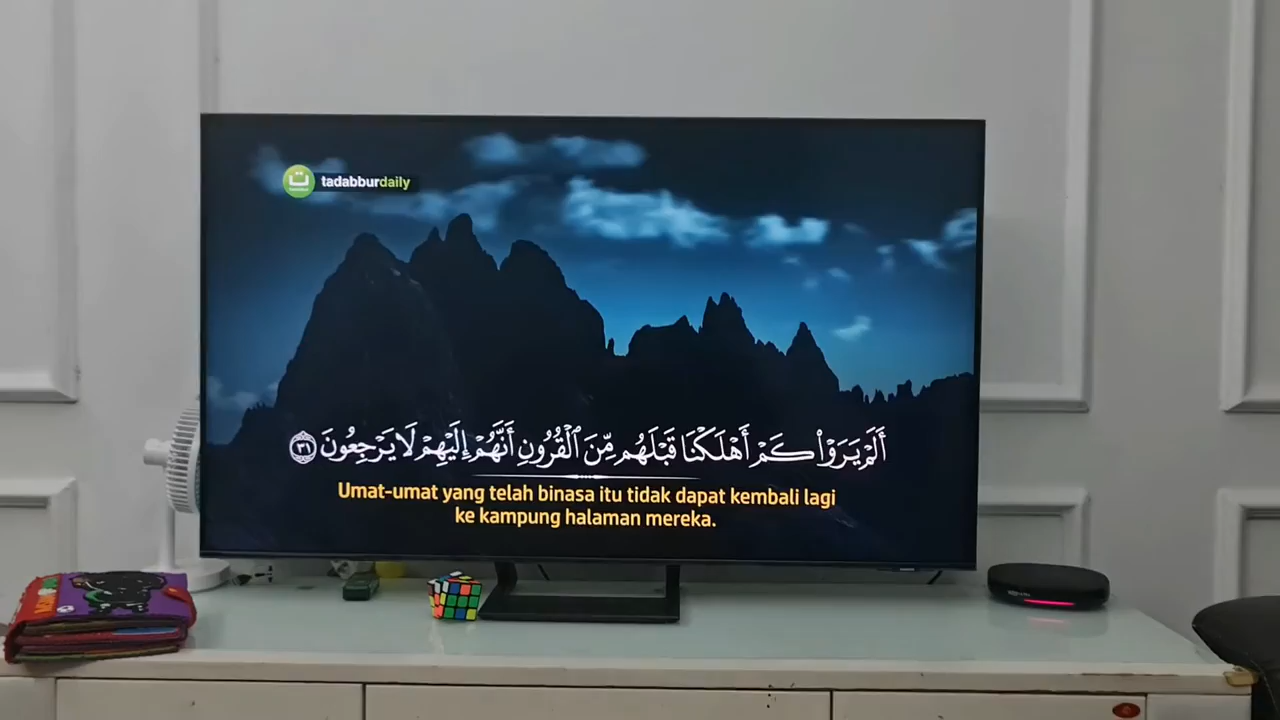 tadabburdaily
أَلَمْ يَرَوْا۟ كَمْ أَهْلَكْنَا قَبْلَهُم مِّنَ ٱلْقُرُونِ أَنَّهُمْ إِلَيْهِمْ لَا يَرْجِعُونَ ٣١
Umat-umat yang telah binasa itu tidak dapat kembali lagi
ke kampung halaman mereka.